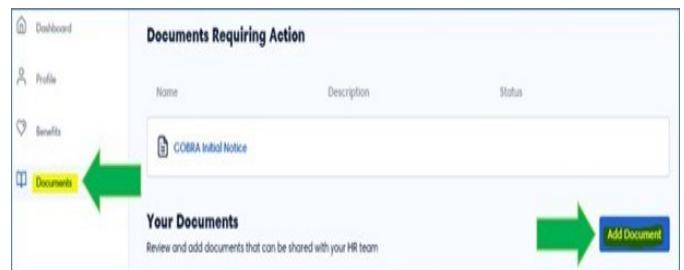 Dashboard
Documents Requiring Action
Profile
Name Description Status
Benefits
COBRA Initial Notice
Documents
Your Documents
Review and add documents that can be shared with your HR team
Add Document